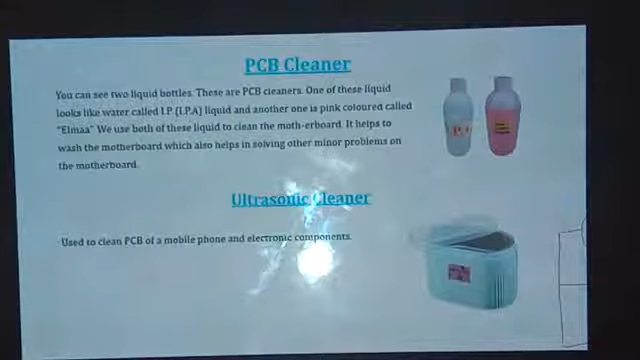 PCB Cleaner
You can see two liquid bottles. These are PCB cleaners. One of these liquid
looks like water called I.P (I.P.A) liquid and another one is pink coloured called
"Elmaa" We use both of these liquid to clean the moth-erboard. It helps to
wash the motherboard which also helps in solving other minor problems on
the motherboard.
Ultrasonic Cleaner
Used to clean PCB of a mobile phone and electronic components.